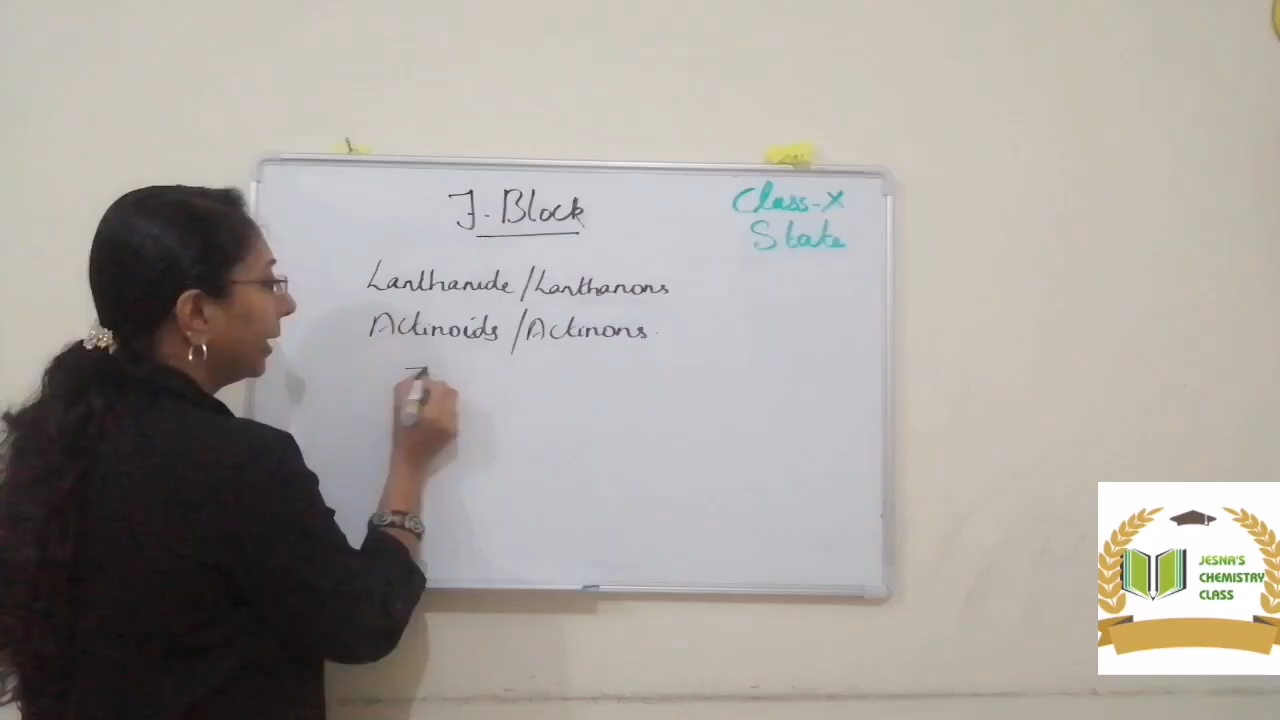 F. Block
Class-X
State
Lanthanide/Lanthanons
Actinoids/Actinons.
JESNA'S
CHEMISTRY
CLASS